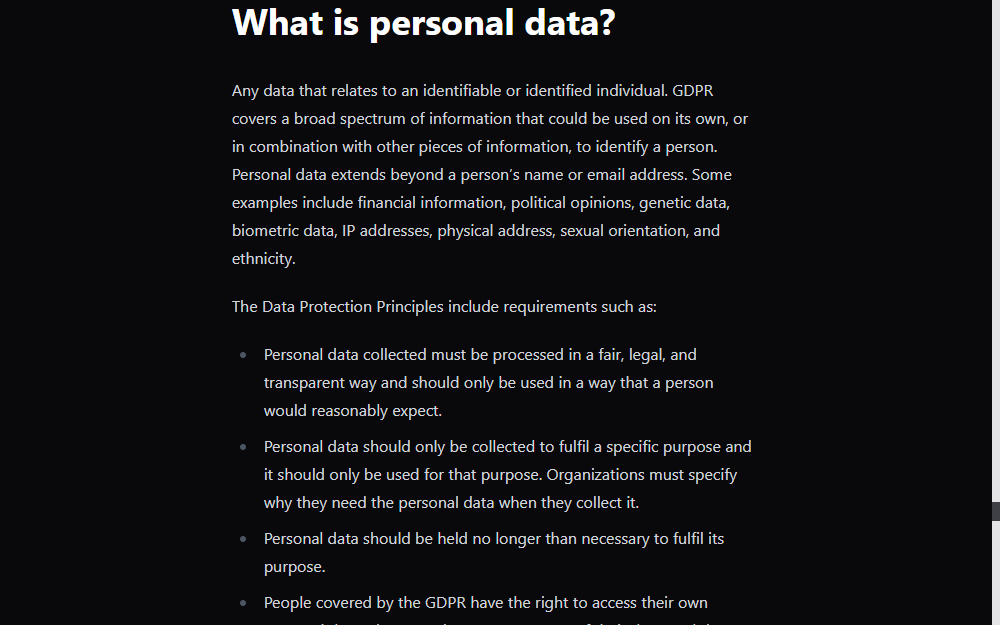 What is personal data?
Any data that relates to an identifiable or identified individual. GDPR
covers a broad spectrum of information that could be used on its own, or
in combination with other pieces of information, to identify a person.
Personal data extends beyond a person's name or email address. Some
examples include financial information, political opinions, genetic data,
biometric data, IP addresses, physical address, sexual orientation, and
ethnicity.
The Data Protection Principles include requirements such as:
• Personal data collected must be processed in a fair, legal, and
transparent way and should only be used in a way that a person
would reasonably expect.
• Personal data should only be collected to fulfil a specific purpose and
it should only be used for that purpose. Organizations must specify
why they need the personal data when they collect it.
• Personal data should be held no longer than necessary to fulfil its
purpose.
• People covered by the GDPR have the right to access their own